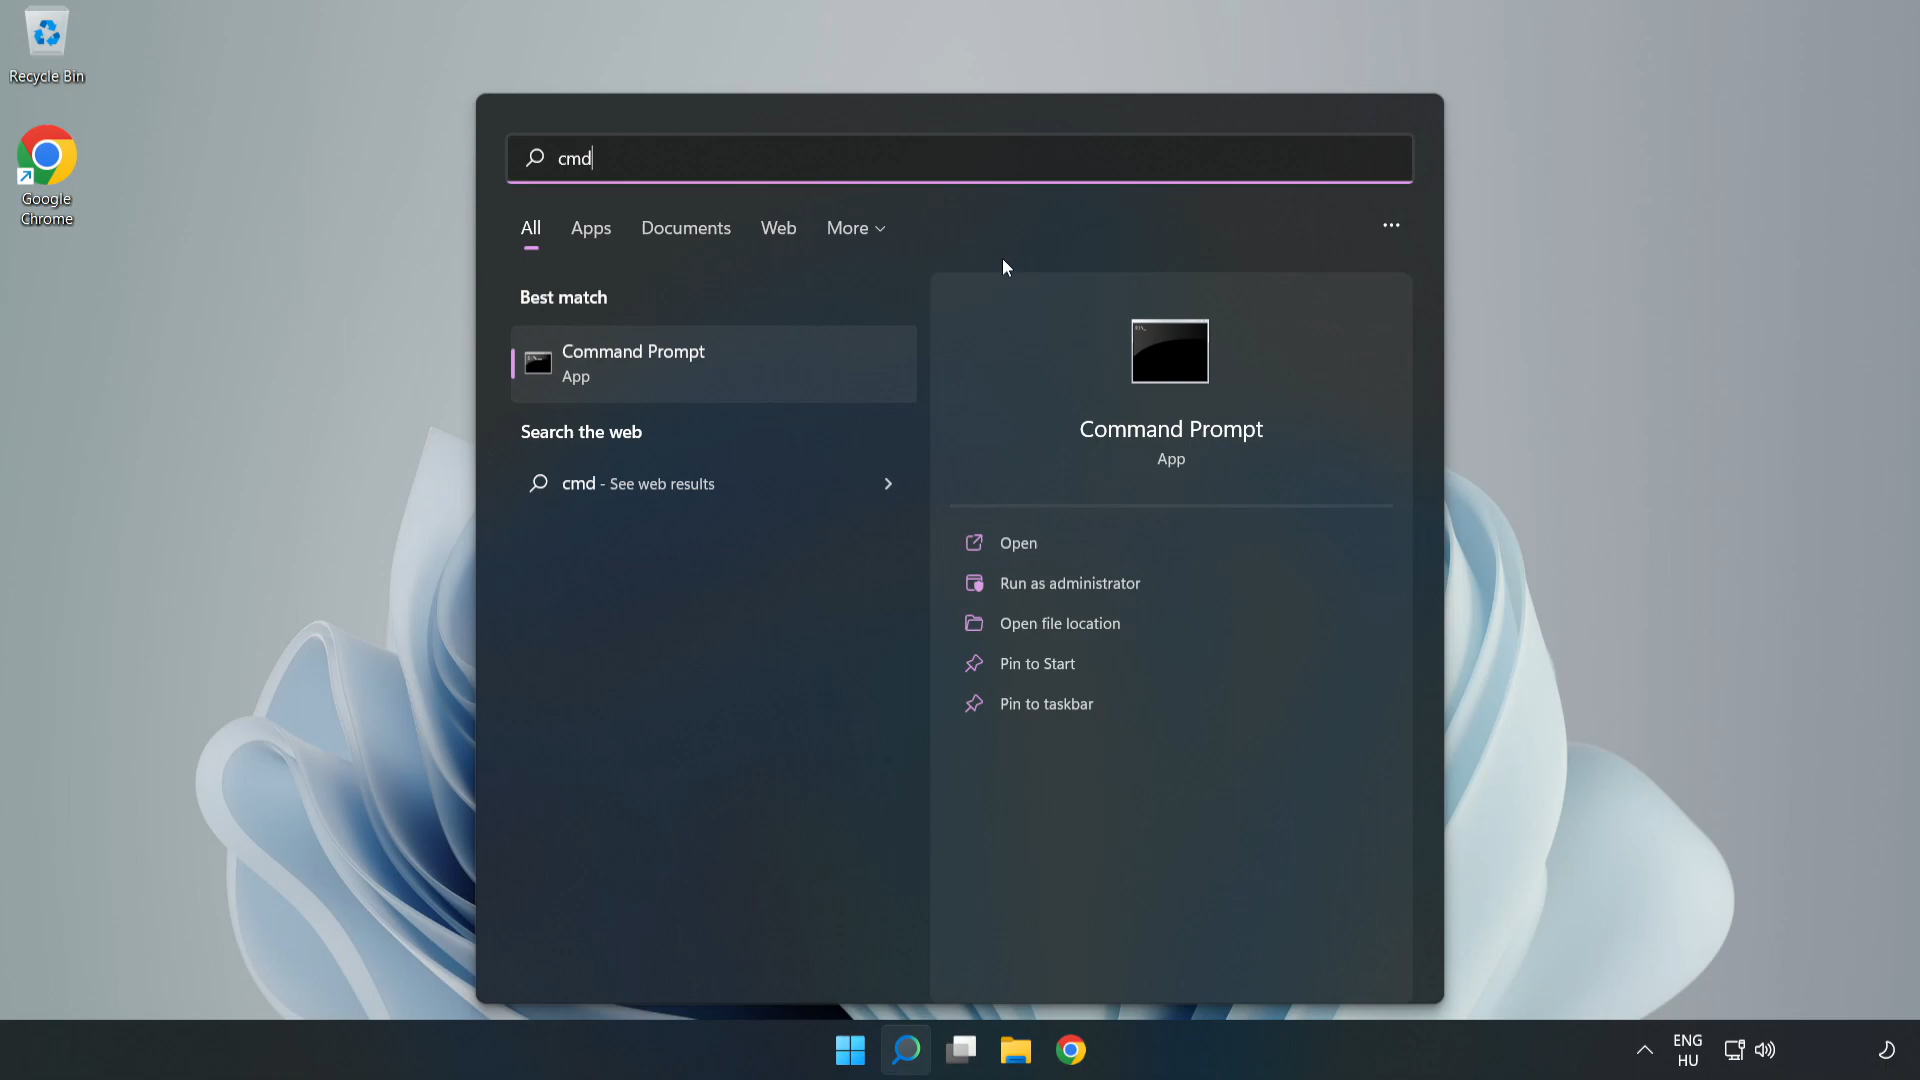 Recycle Bin
Google
Chrome
cmd
All Apps Documents Web More
Best match
Command Prompt
App
Search the web
cmd - See web results
Command Prompt
App
Open
Run as administrator
Open file location
Pin to Start
Pin to taskbar
ENG
HU